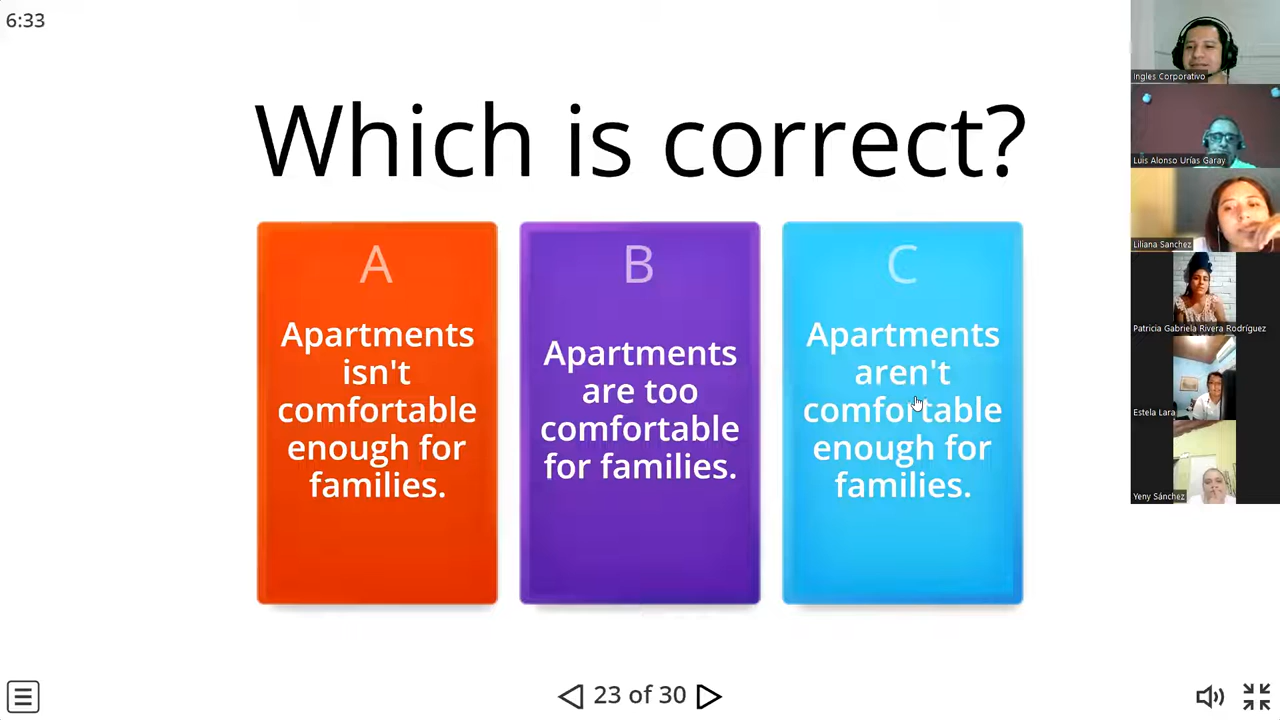 6:33
Which is correct?
A
Apartments
isn't
comfortable
enough for
families.
B
Apartments
are too
comfortable
for families.
C
Apartments
aren't
comfortable
enough for
families.
23 of 30
Ingles Corporativo
Luis Alonso Urías Garay
Liliana Sanchez
Patricia Gabriela Rivera Rodríguez
Estela Lara
Yeny Sánchez